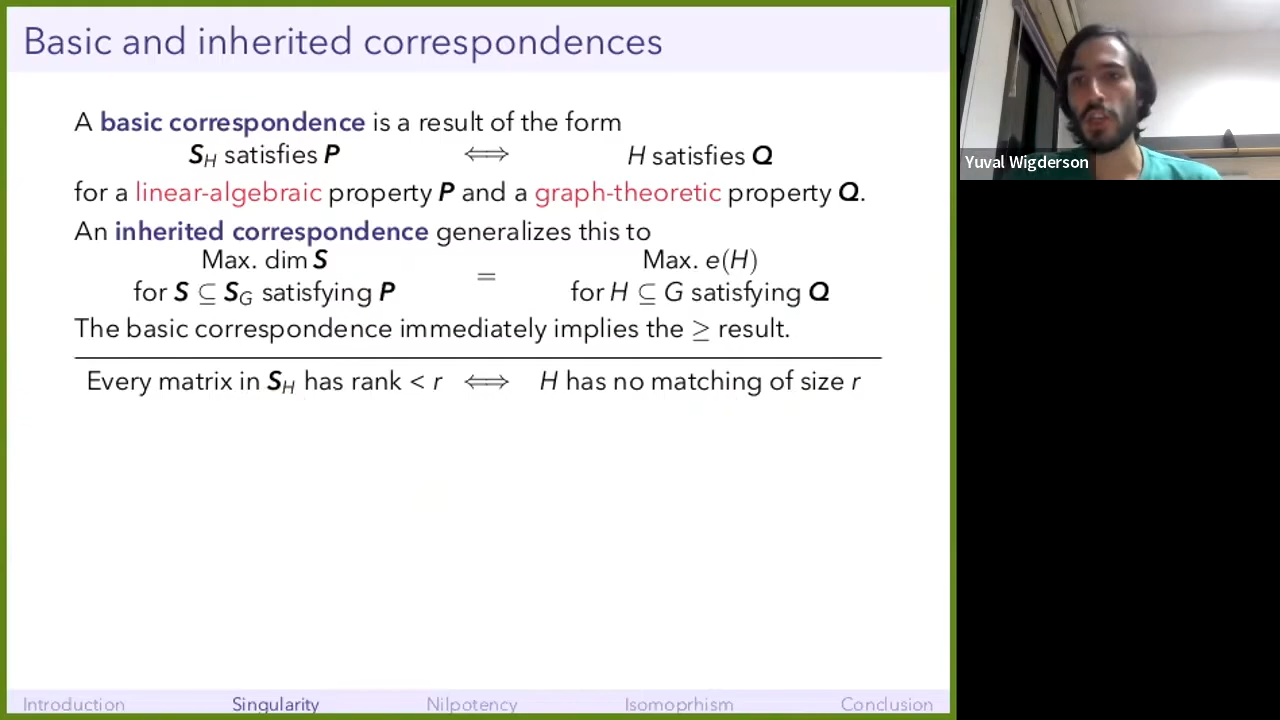 Basic and inherited correspondences
A basic correspondence is a result of the form
S_H satisfies P ⟺ H satisfies Q
for a linear-algebraic property P and a graph-theoretic property Q.
An inherited correspondence generalizes this to
Max. dim S Max. e(H)
=
for S ⊆ S_G satisfying P for H ⊆ G satisfying Q
The basic correspondence immediately implies the ≥ result.
Every matrix in S_H has rank < r ⟺ H has no matching of size r
Introduction Singularity Nilpotency Isomoprhism Conclusion
Yuval Wigderson